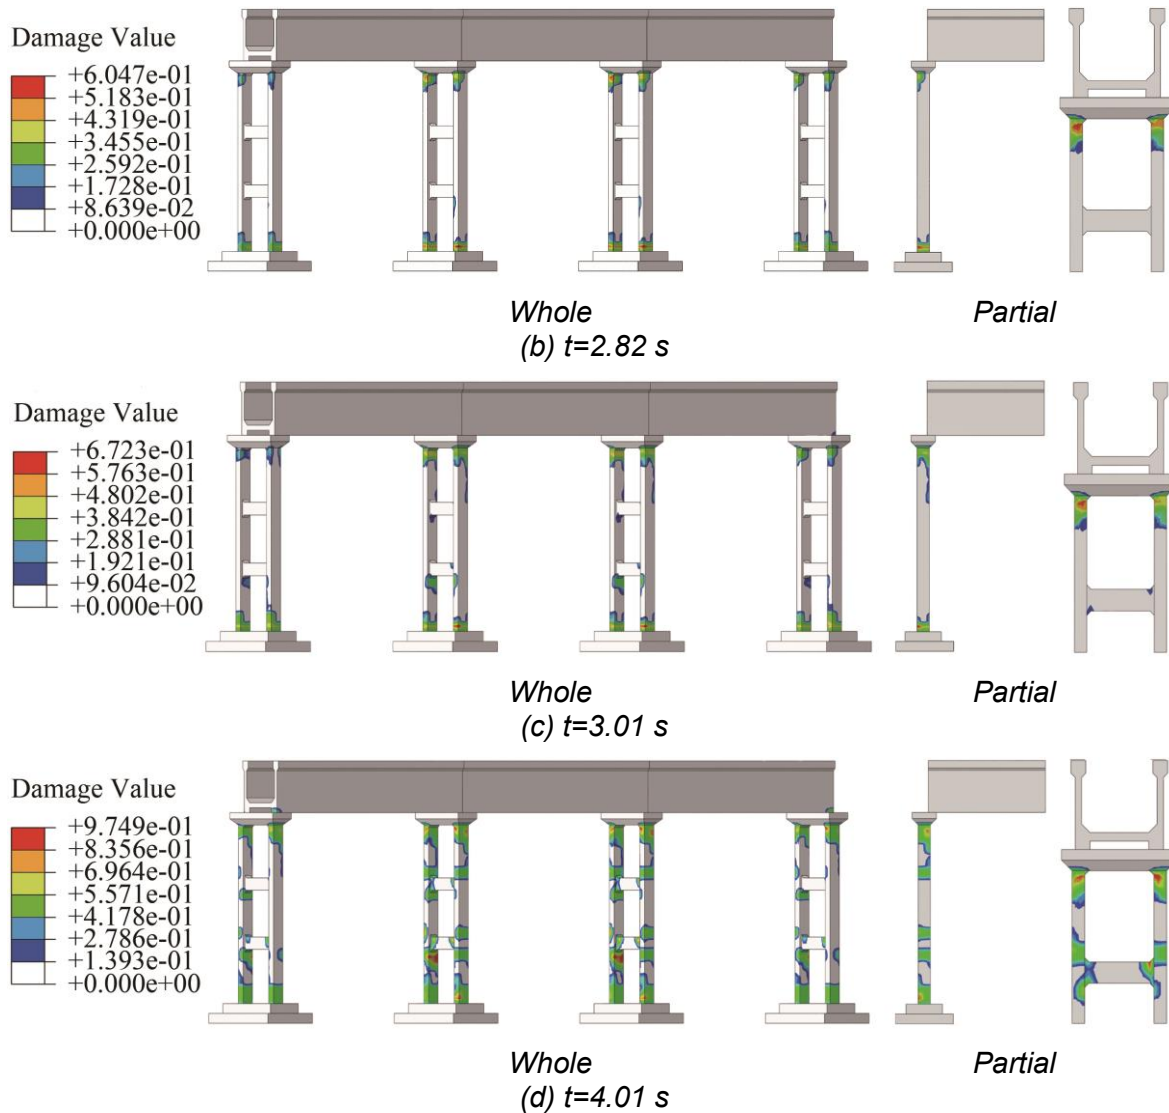 Damage Value
+6.047e-01
+5.183e-01
+4.319e-01
+3.455e-01
+2.592e-01
+1.728e-01
+8.639e-02
+0.000e+00
Whole Partial
(b) t=2.82 s
Damage Value
+6.723e-01
+5.763e-01
+4.802e-01
+3.842e-01
+2.881e-01
+1.921e-01
+9.604e-02
+0.000e+00
Whole Partial
(c) t=3.01 s
Damage Value
+9.749e-01
+8.356e-01
+6.964e-01
+5.571e-01
+4.178e-01
+2.786e-01
+1.393e-01
+0.000e+00
Whole Partial
(d) t=4.01 s